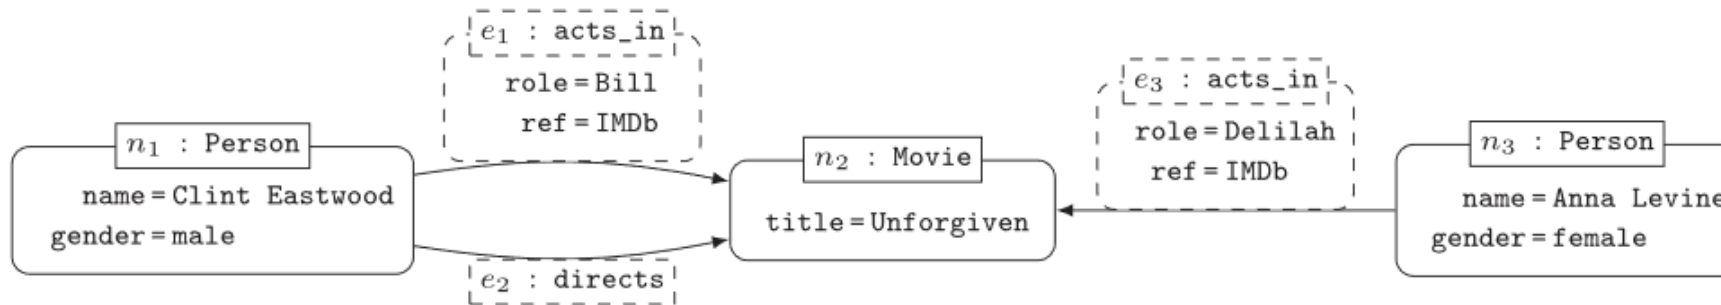 e₁ : acts_in
role = Bill
ref = IMDb
n₁ : Person
name = Clint Eastwood
gender = male
e₂ : directs
n₂ : Movie
title = Unforgiven
e₃ : acts_in
role = Delilah
ref = IMDb
n₃ : Person
name = Anna Levine
gender = female